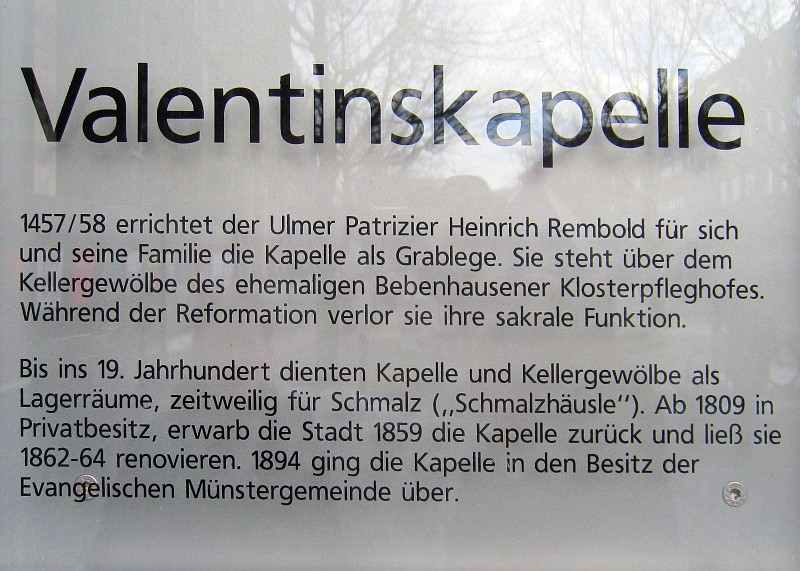 Valentinskapelle
1457/58 errichtet der Ulmer Patrizier Heinrich Rembold für sich
und seine Familie die Kapelle als Grablege. Sie steht über dem
Kellergewölbe des ehemaligen Bebenhausener Klosterpfleghofes.
Während der Reformation verlor sie ihre sakrale Funktion.
Bis ins 19. Jahrhundert dienten Kapelle und Kellergewölbe als
Lagerräume, zeitweilig für Schmalz (,,Schmalzhäusle‘‘). Ab 1809 in
Privatbesitz, erwarb die Stadt 1859 die Kapelle zurück und ließ sie
1862-64 renovieren. 1894 ging die Kapelle in den Besitz der
Evangelischen Münstergemeinde über.